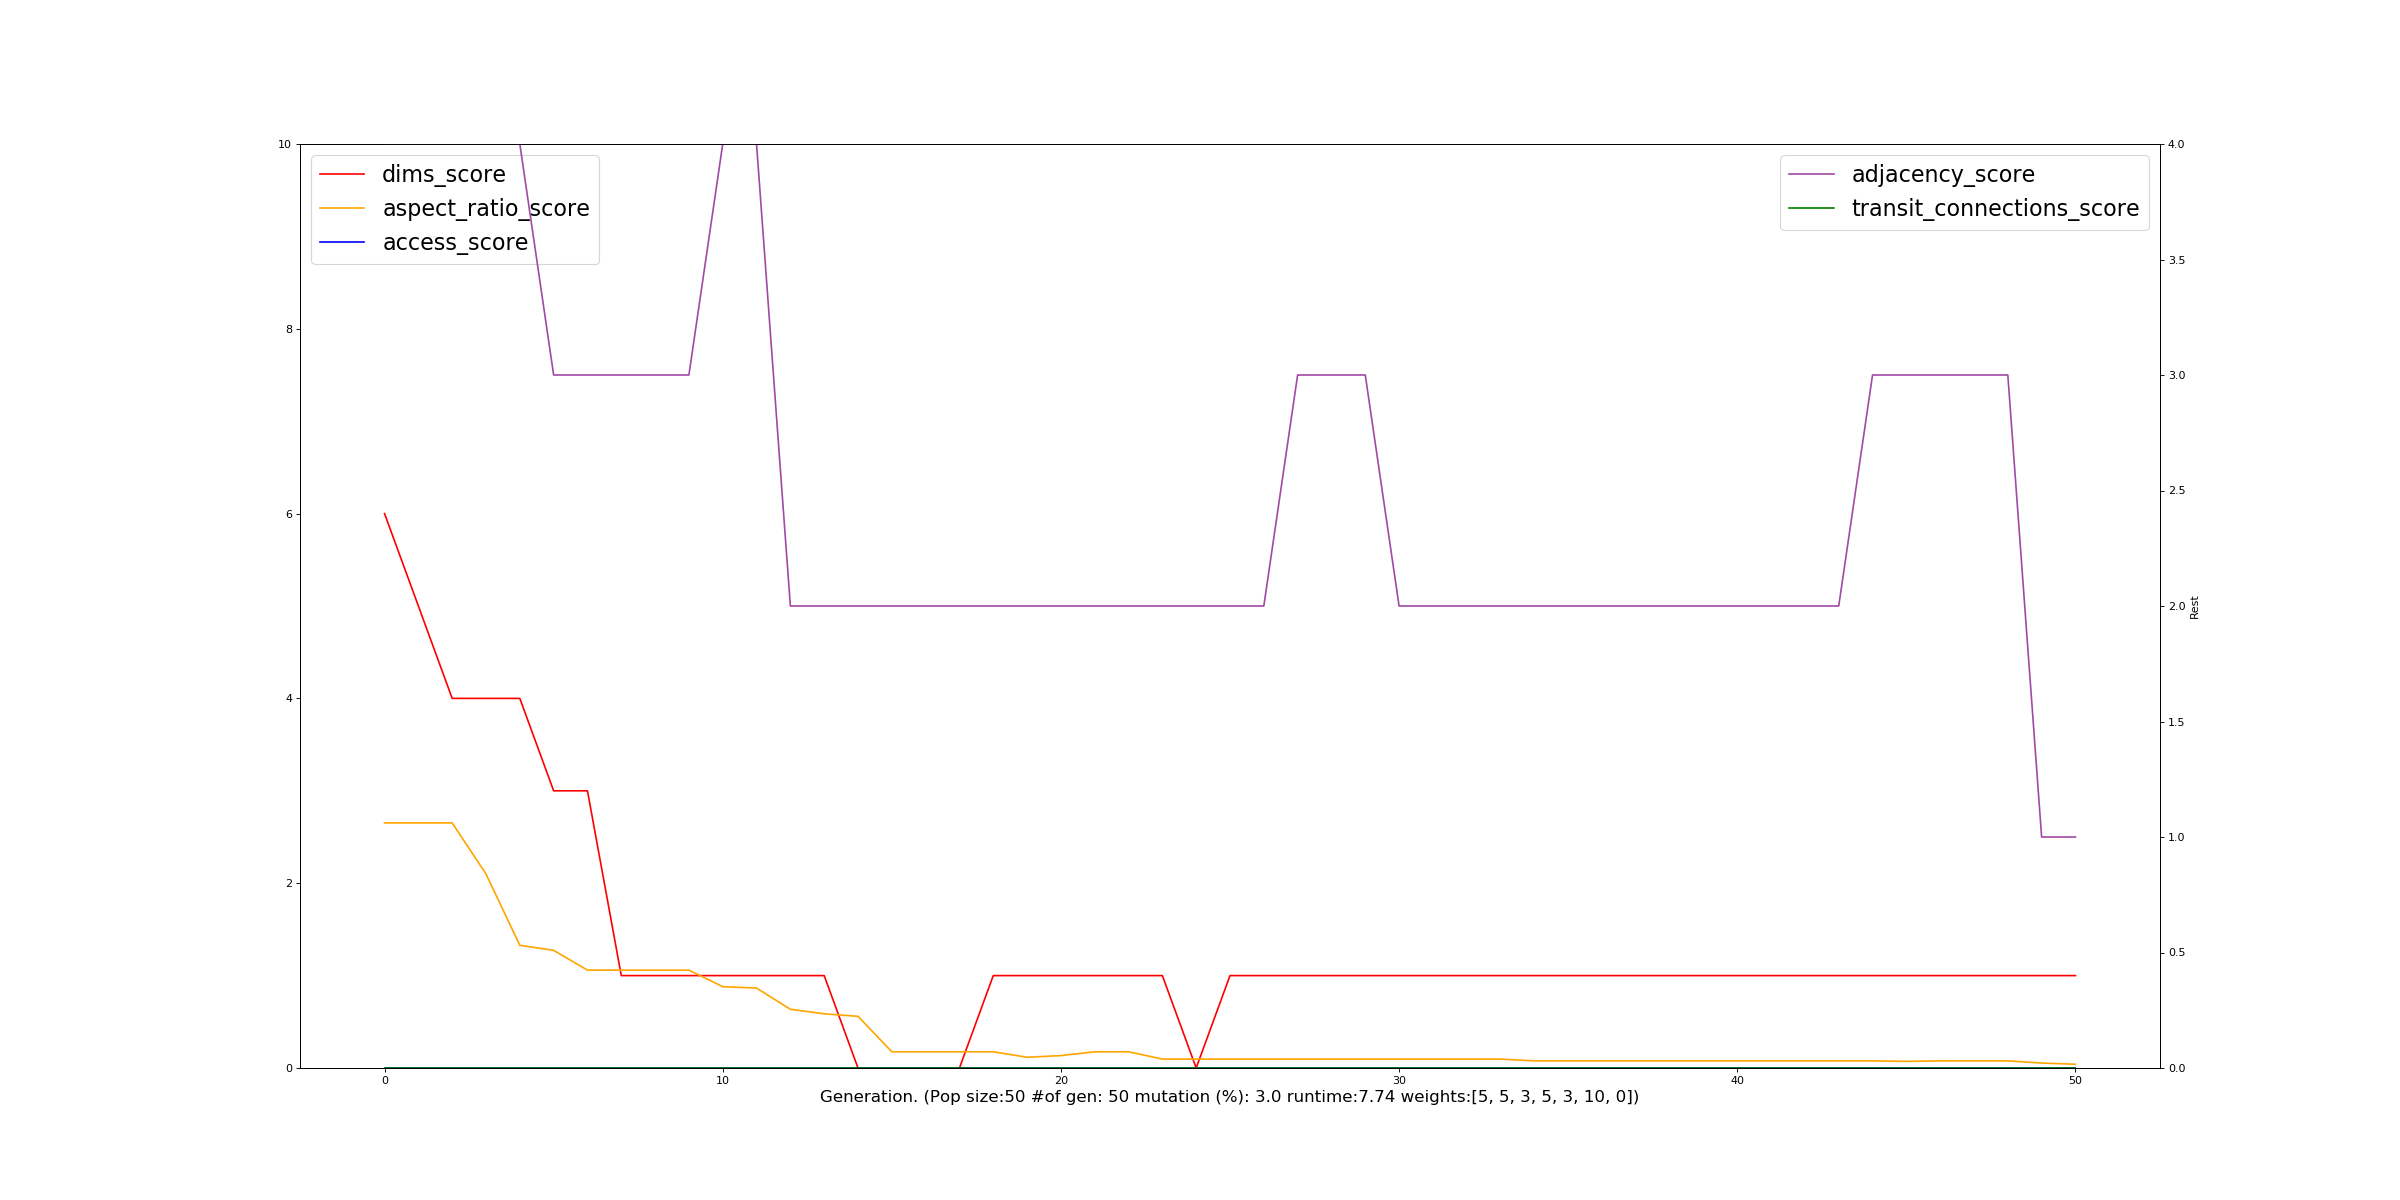 10
8
6
4
2
0
dims_score
aspect_ratio_score
access_score
adjacency_score
transit_connections_score
4.0
3.5
3.0
2.5
2.0
1.5
1.0
0.5
0.0
Rest
0 10 20 30 40 50
Generation. (Pop size:50 #of gen: 50 mutation (%): 3.0 runtime:7.74 weights:[5, 5, 3, 5, 3, 10, 0])